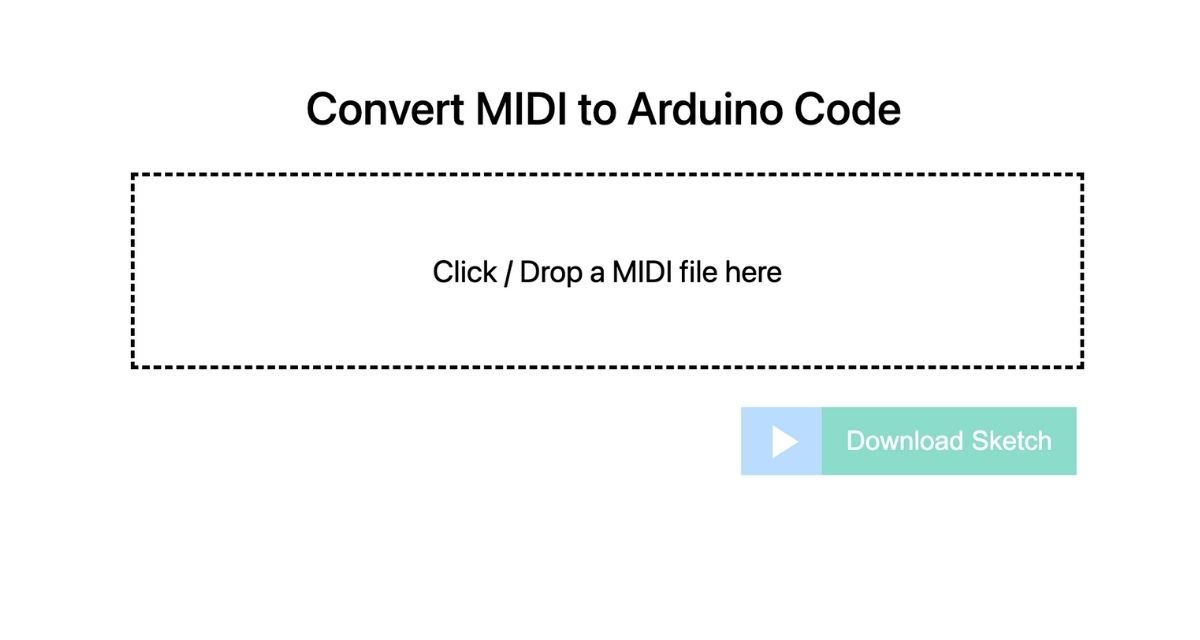 Convert MIDI to Arduino Code
Click / Drop a MIDI file here
Download Sketch